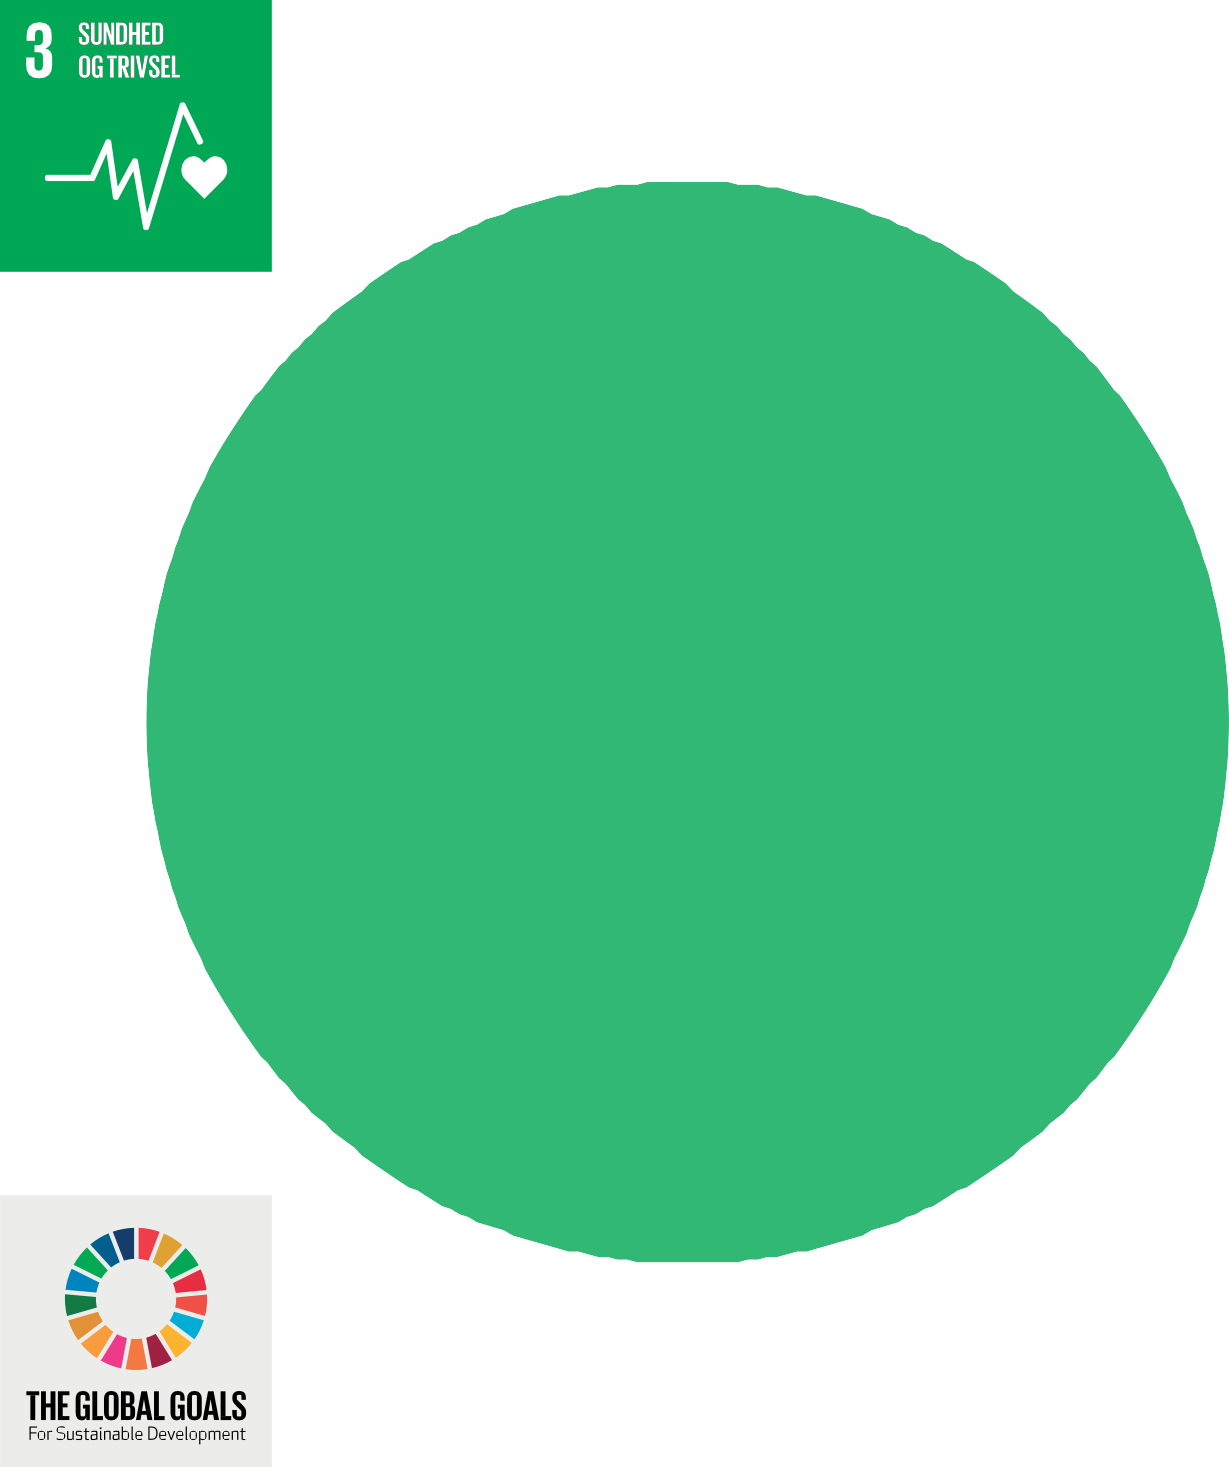 3 SUNDHED
OG TRIVSEL
THE GLOBAL GOALS
For Sustainable Development